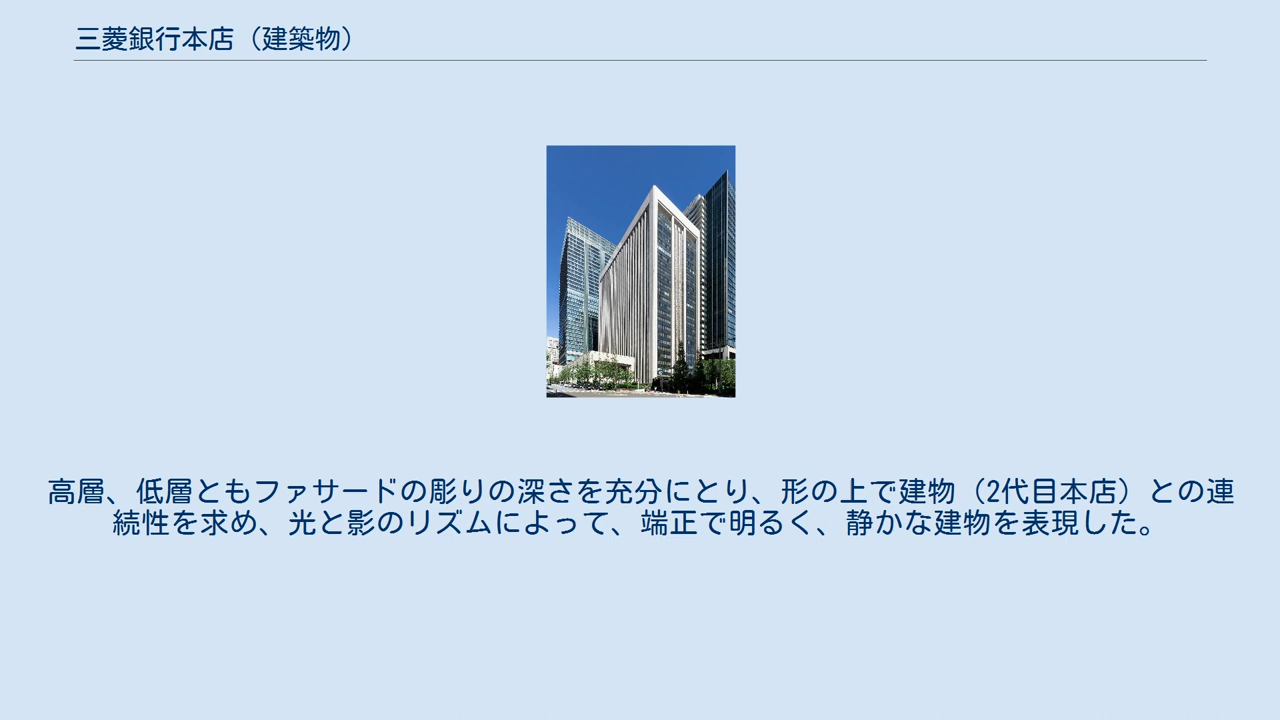 三菱銀行本店（建築物）
高層、低層ともファサードの彫りの深さを充分にとり、形の上で建物（2代目本店）との連
続性を求め、光と影のリズムによって、端正で明るく、静かな建物を表現した。